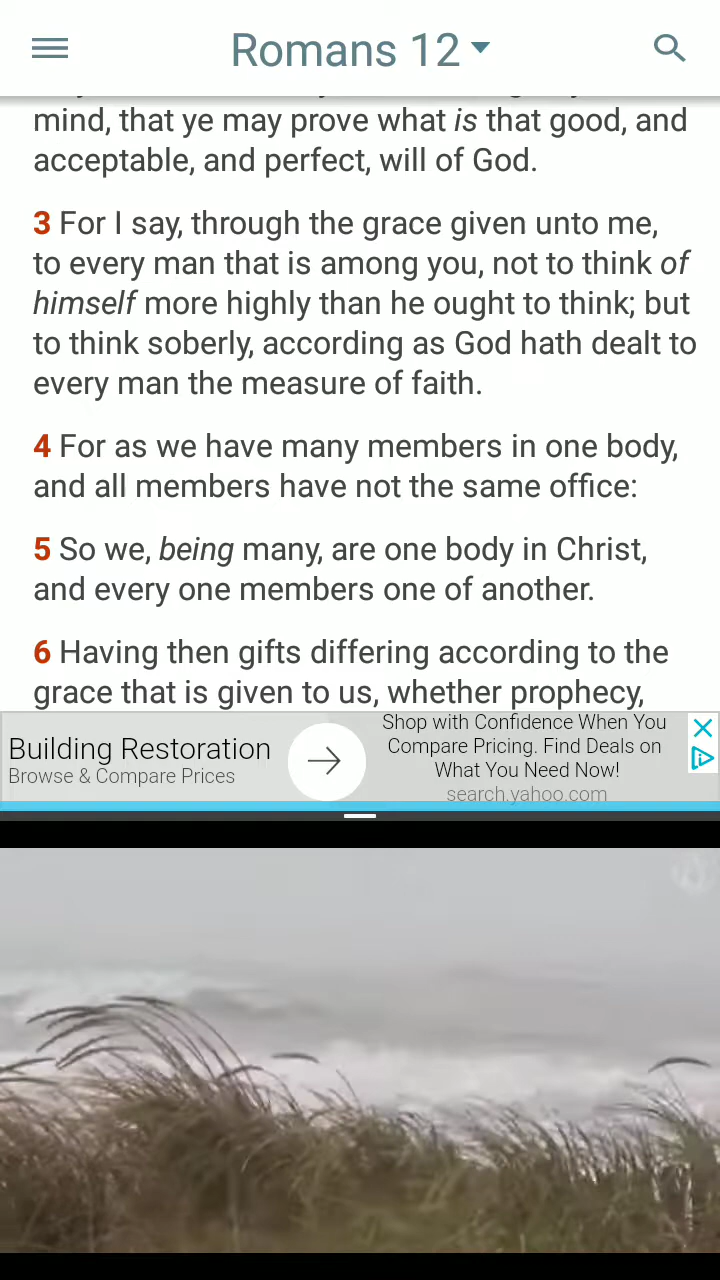 Romans 12
mind, that ye may prove what is that good, and
acceptable, and perfect, will of God.
3 For I say, through the grace given unto me,
to every man that is among you, not to think of
himself more highly than he ought to think; but
to think soberly, according as God hath dealt to
every man the measure of faith.
4 For as we have many members in one body,
and all members have not the same office:
5 So we, being many, are one body in Christ,
and every one members one of another.
6 Having then gifts differing according to the
grace that is given to us, whether prophecy,
Building Restoration
Browse & Compare Prices
Shop with Confidence When You
Compare Pricing. Find Deals on
What You Need Now!
search.yahoo.com